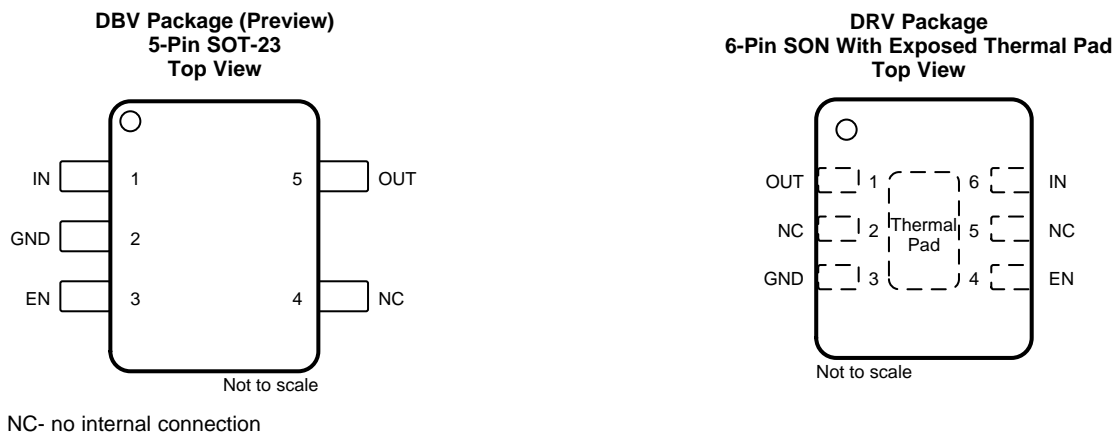 DBV Package (Preview)
5-Pin SOT-23
Top View
IN
1
5
OUT
GND
2
EN
3
4
NC
Not to scale
DRV Package
6-Pin SON With Exposed Thermal Pad
Top View
OUT
1
6
IN
NC
2
Thermal
Pad
5
NC
GND
3
4
EN
Not to scale
NC- no internal connection